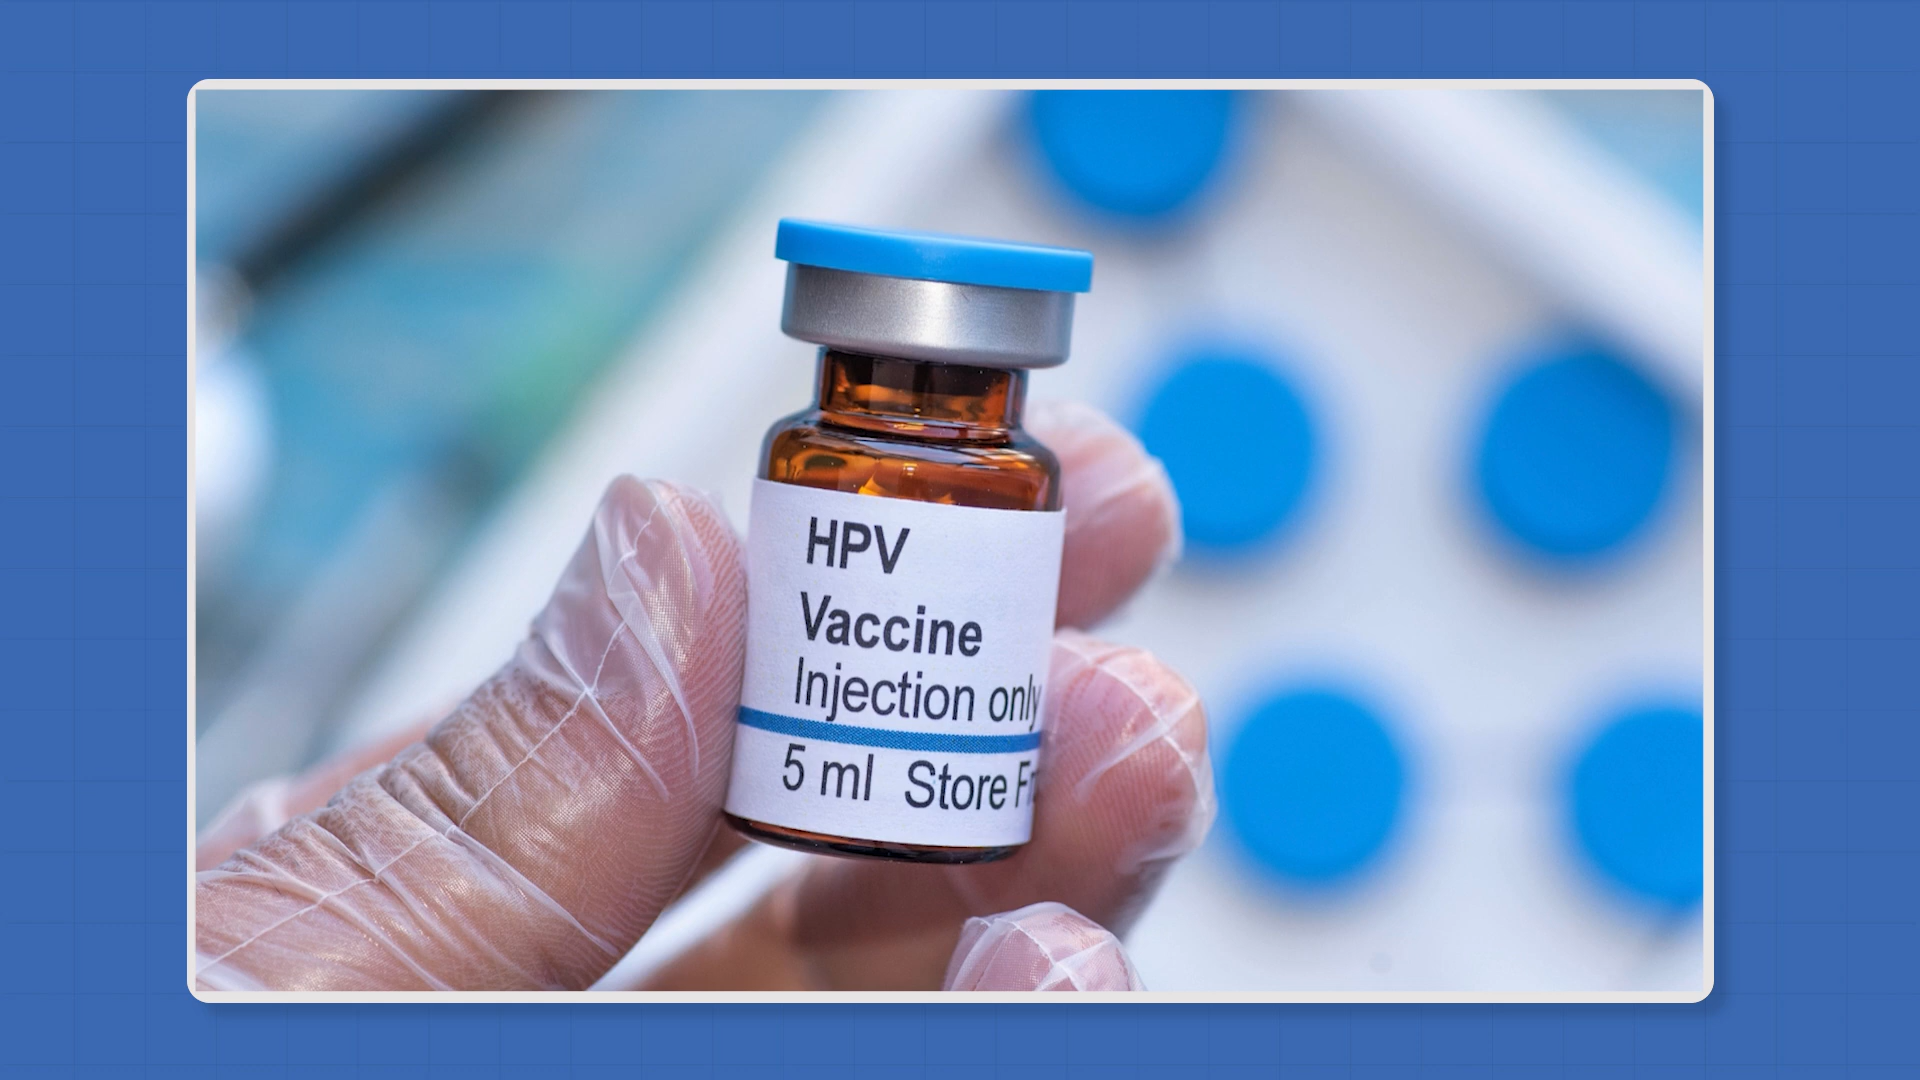 HPV
Vaccine
Injection only
5 ml Store